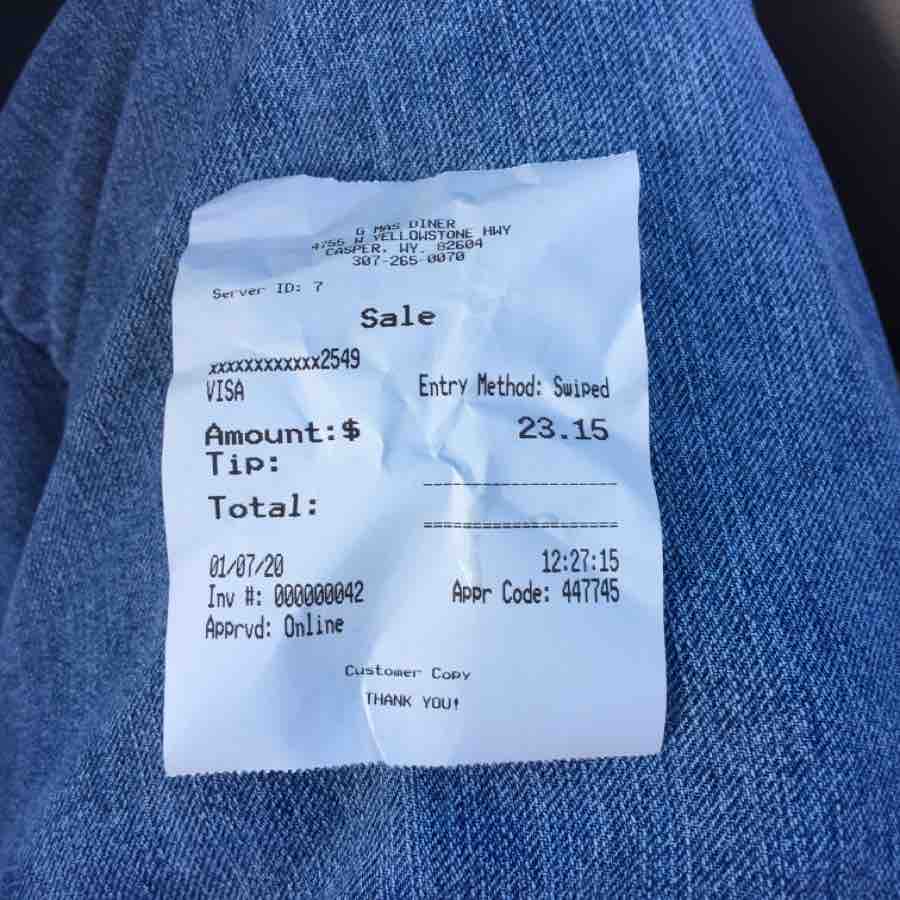 G MAS DINER
4755 W YELLOWSTONE HWY
CASPER, WY 82604
307-265-0070
Server ID: 7
Sale
xxxxxxxxxxxx2549
VISA Entry Method: Swiped
Amount:$ 23.15
Tip:
Total:
01/07/20 12:27:15
Inv #: 000000042 Appr Code: 447745
Apprvd: Online
Customer Copy
THANK YOU!